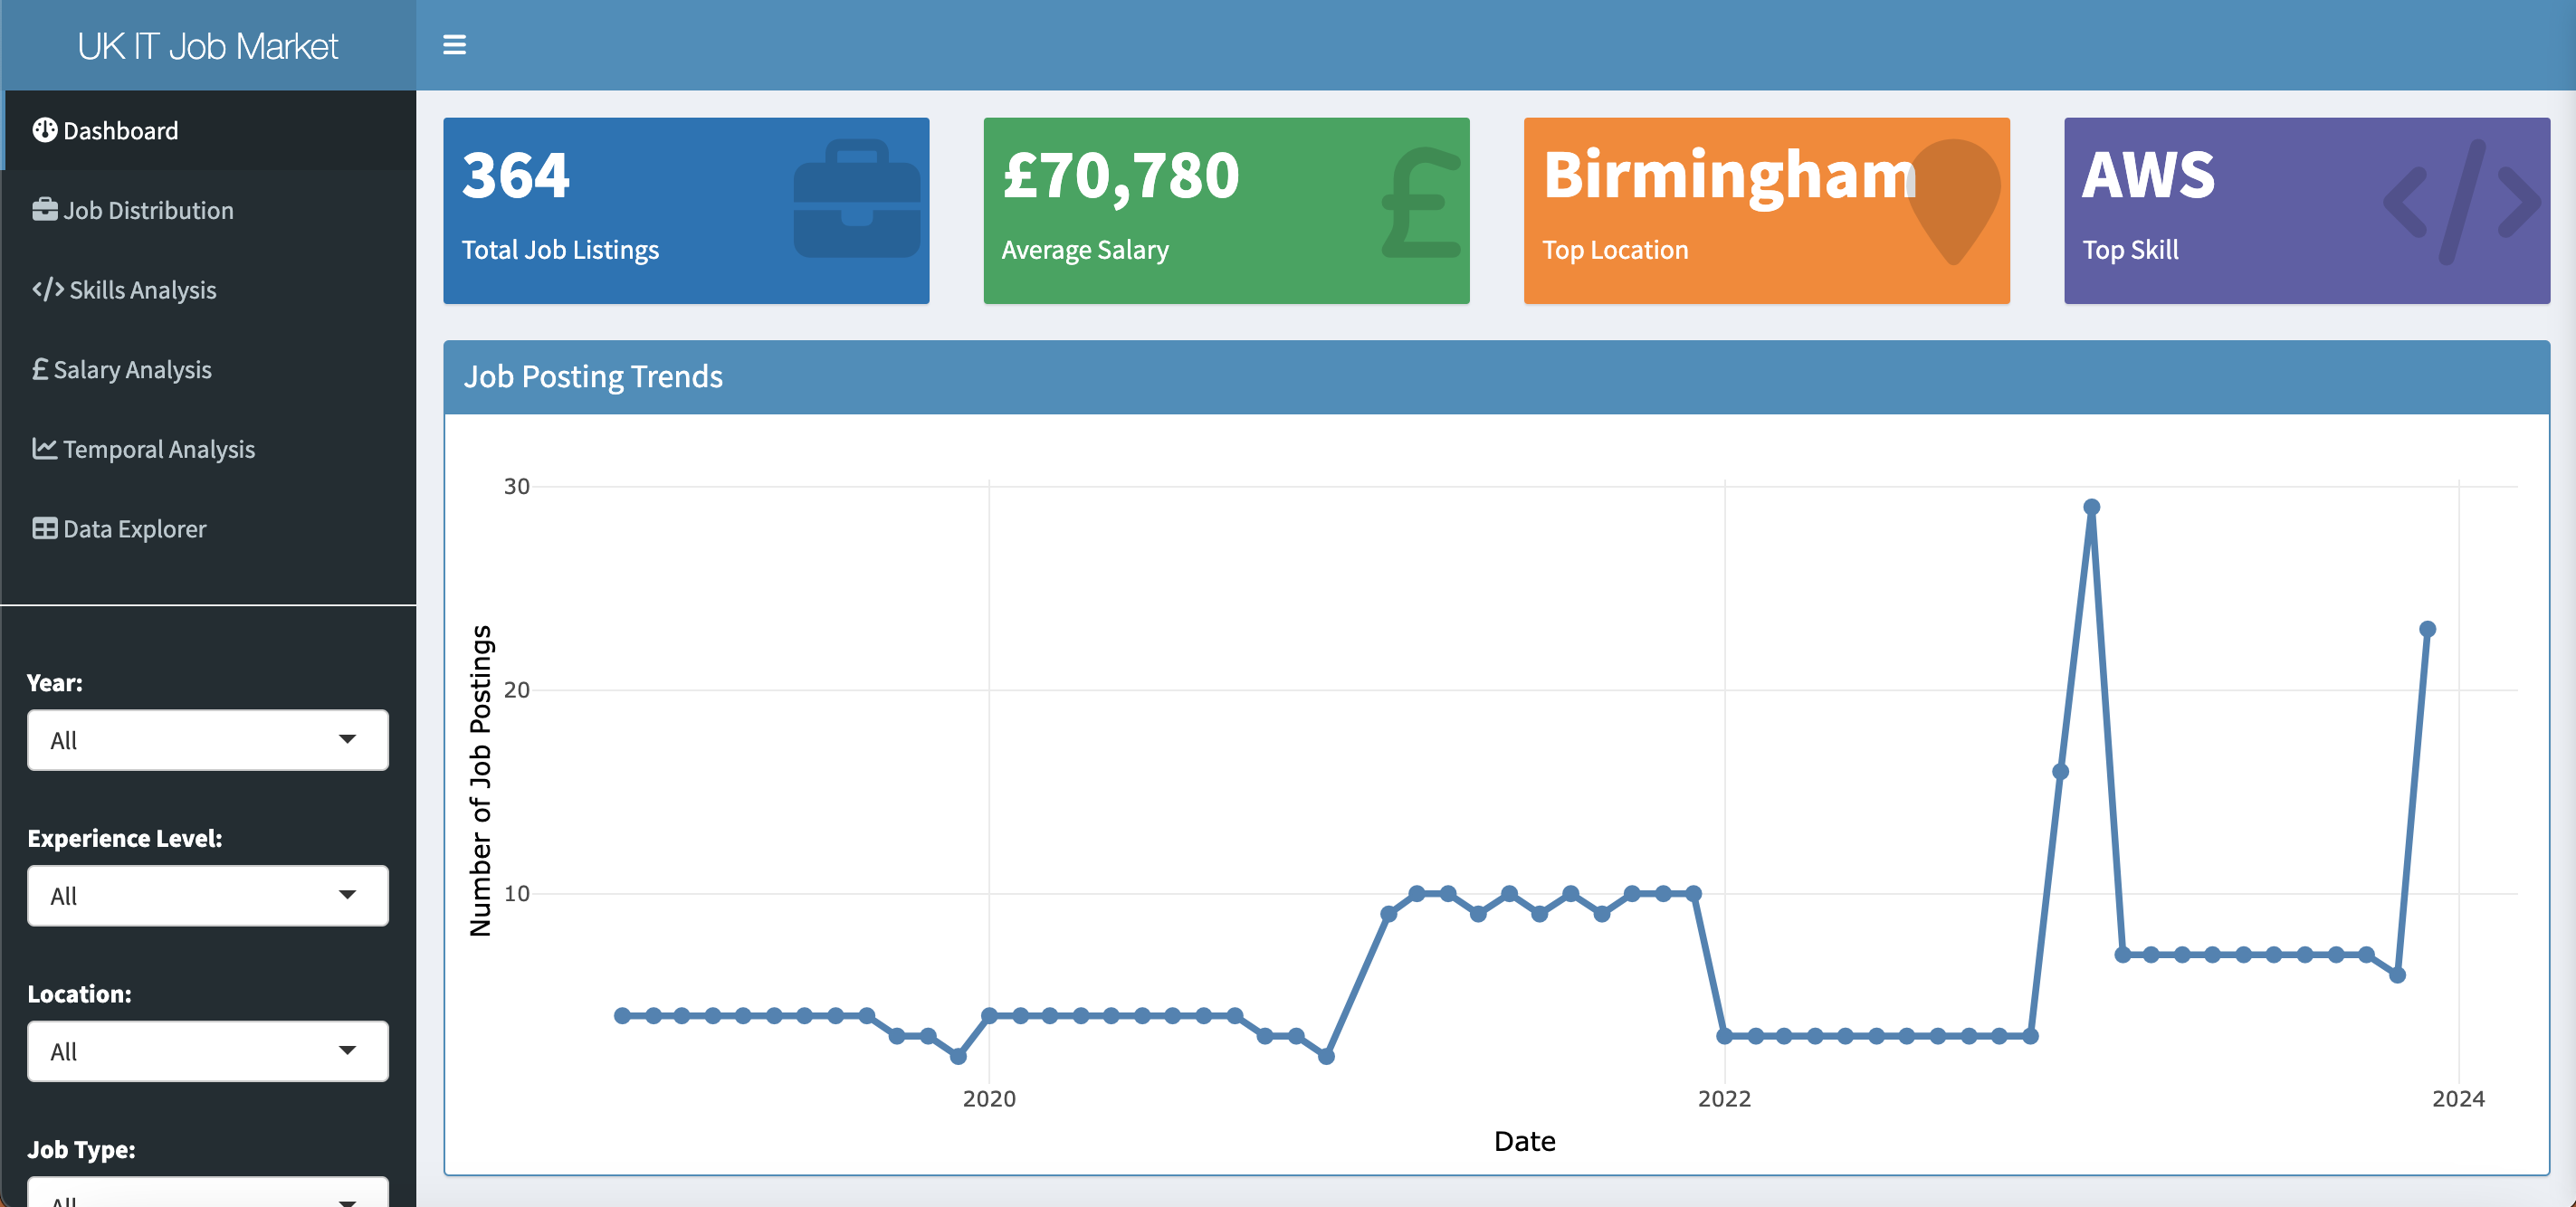 UK IT Job Market
Dashboard
Job Distribution
Skills Analysis
Salary Analysis
Temporal Analysis
Data Explorer
Year:
All
Experience Level:
All
Location:
All
Job Type:
All
364
Total Job Listings
£70,780
Average Salary
Birmingham
Top Location
AWS
Top Skill
Job Posting Trends
Number of Job Postings
30
20
10
2020
2022
2024
Date